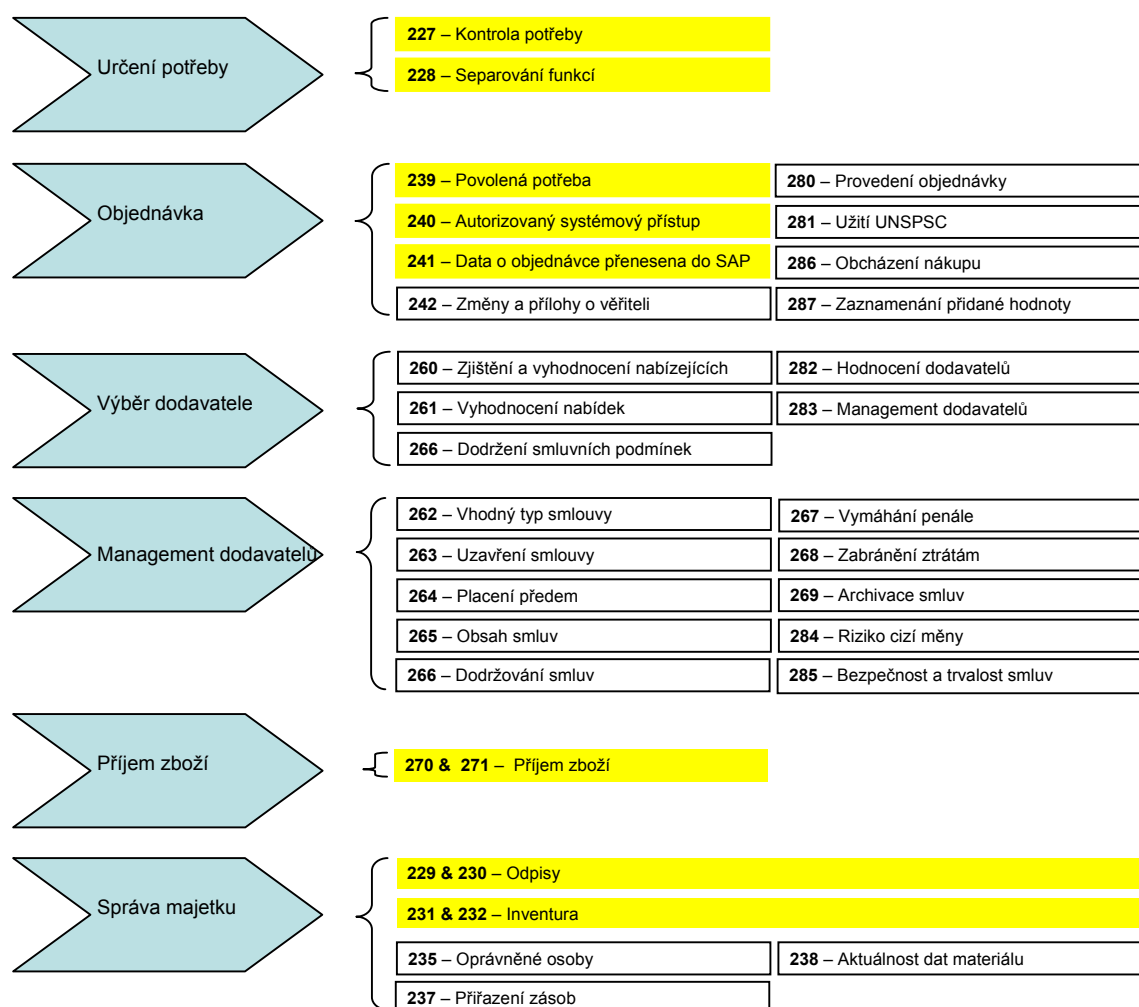 Určení potřeby
227 – Kontrola potřeby
228 – Separování funkcí
Objednávka
239 – Povolená potřeba
280 – Provedení objednávky
240 – Autorizovaný systémový přístup
281 – Užití UNSPSC
241 – Data o objednávce přenesena do SAP
286 – Obcházení nákupu
242 – Změny a přílohy o věřiteli
287 – Zaznamenání přidané hodnoty
Výběr dodavatele
260 – Zjištění a vyhodnocení nabízejících
282 – Hodnocení dodavatelů
261 – Vyhodnocení nabídek
283 – Management dodavatelů
266 – Dodržení smluvních podmínek
Management dodavatelů
262 – Vhodný typ smlouvy
267 – Vymáhání penále
263 – Uzavření smlouvy
268 – Zabránění ztrátám
264 – Placení předem
269 – Archivace smluv
265 – Obsah smluv
284 – Riziko cizí měny
266 – Dodržování smluv
285 – Bezpečnost a trvalost smluv
Příjem zboží
270 & 271 – Příjem zboží
Správa majetku
229 & 230 – Odpisy
231 & 232 – Inventura
235 – Oprávněné osoby
238 – Aktuálnost dat materiálu
237 – Přiřazení zásob